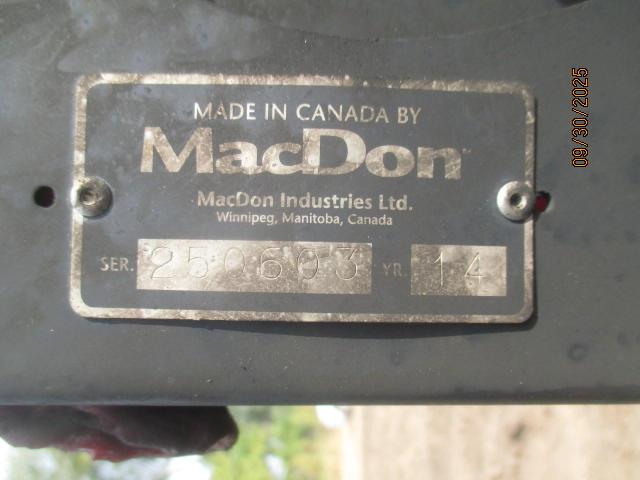 MADE IN CANADA BY
MacDon
MacDon Industries Ltd.
Winnipeg, Manitoba, Canada
SER. 250603 YR. 14
09/30/2025